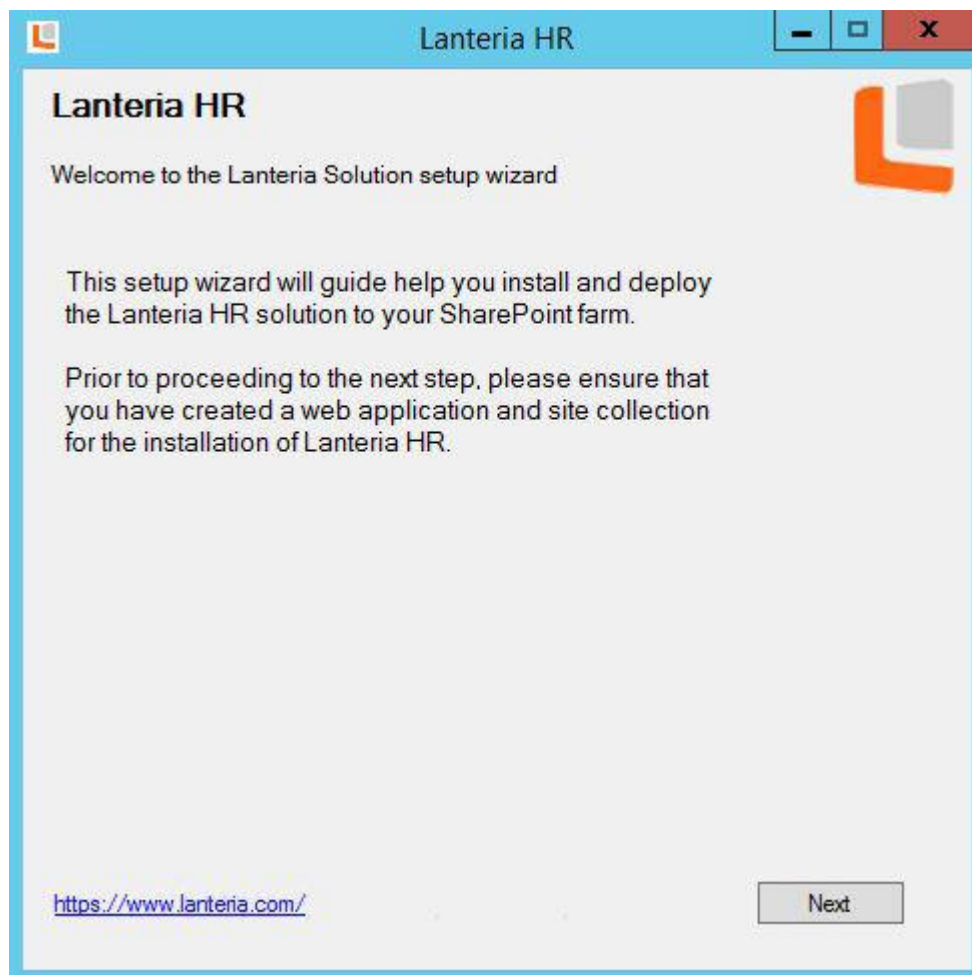 Lanteria HR
Lanteria HR
Welcome to the Lanteria Solution setup wizard
This setup wizard will guide help you install and deploy
the Lanteria HR solution to your SharePoint farm.
Prior to proceeding to the next step, please ensure that
you have created a web application and site collection
for the installation of Lanteria HR.
https://www.lanteria.com/
Next